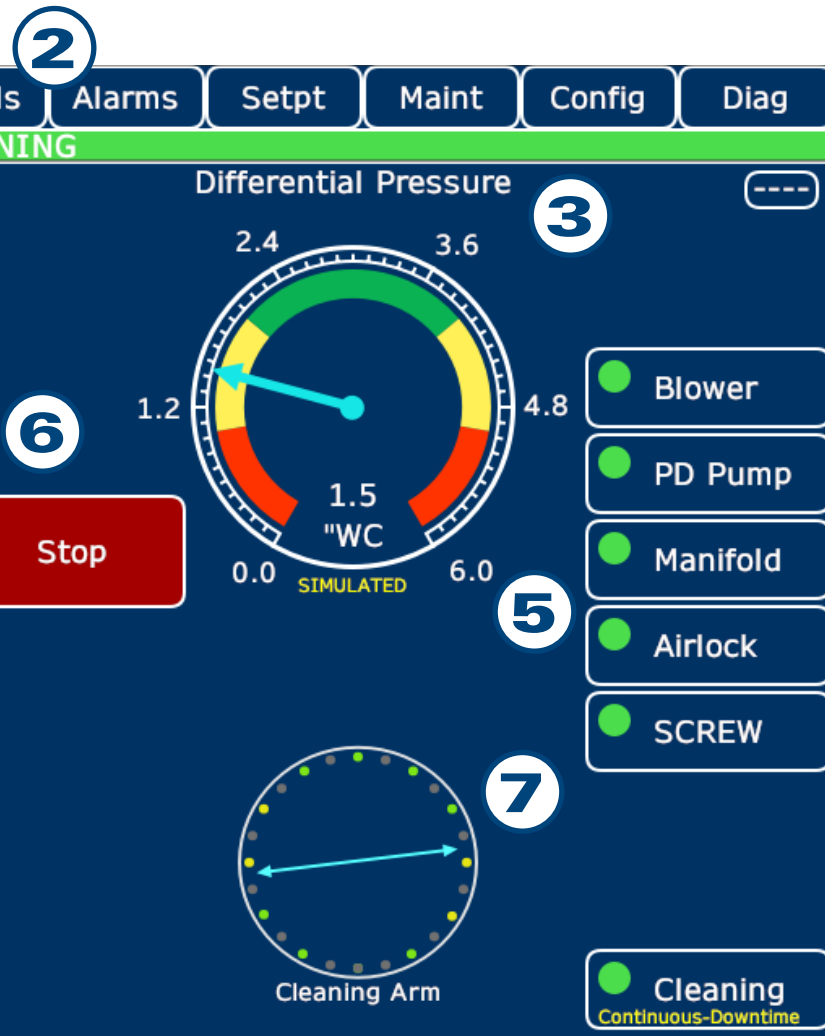 2
ls Alarms Setpt Maint Config Diag
NING
Differential Pressure
----
3
2.4 3.6
1.2 4.8
1.5
"WC
0.0 6.0
SIMULATED
6
Stop
5
Blower
PD Pump
Manifold
Airlock
SCREW
7
Cleaning Arm
Cleaning
Continuous-Downtime